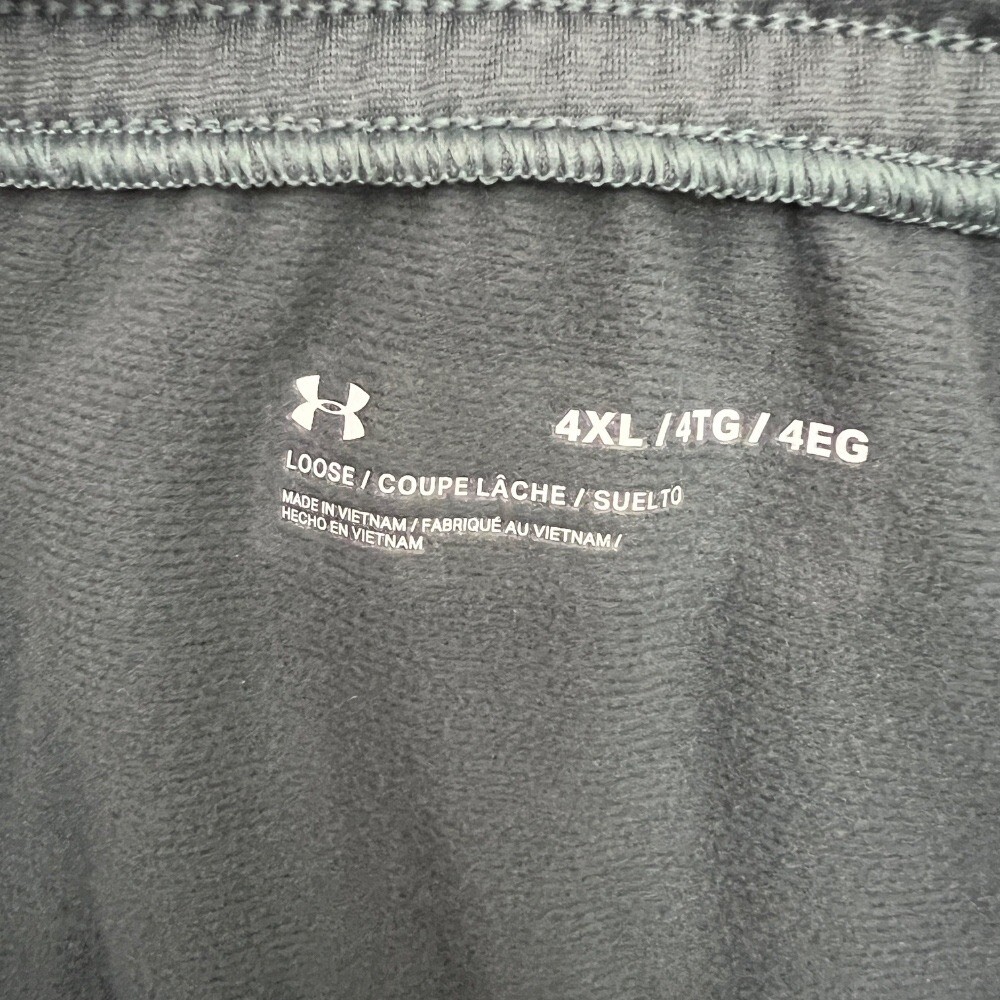 4XL / 4TG / 4EG
LOOSE / COUPE LÂCHE / SUELTO
MADE IN VIETNAM / FABRIQUÉ AU VIETNAM /
HECHO EN VIETNAM